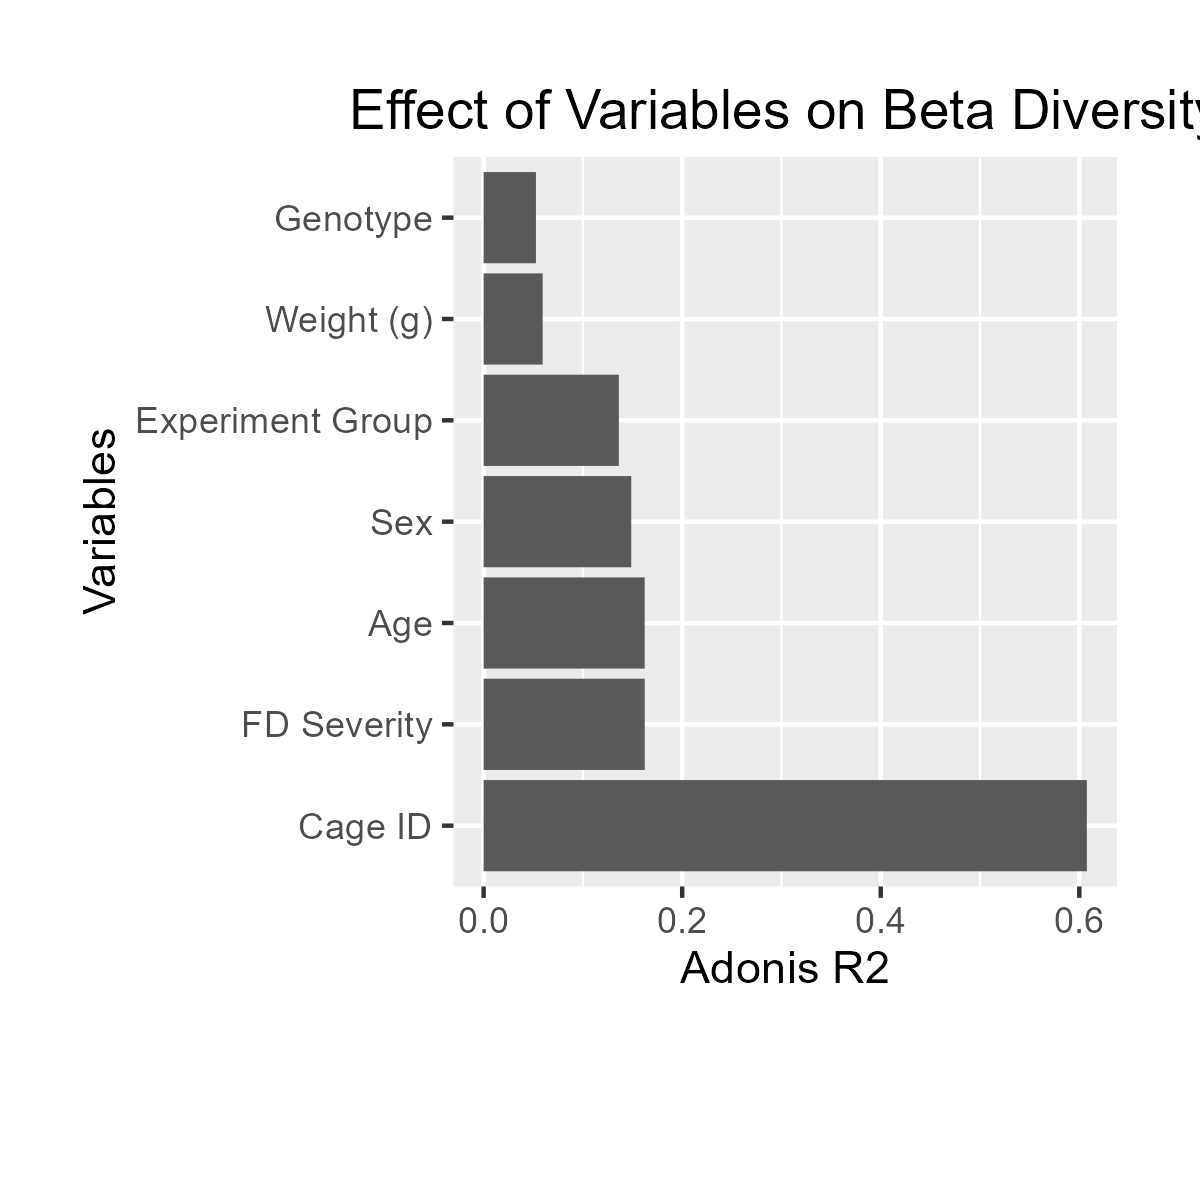 Effect of Variables on Beta Diversity
Genotype
Weight (g)
Experiment Group
Sex
Age
FD Severity
Cage ID
Variables
0.0 0.2 0.4 0.6
Adonis R2